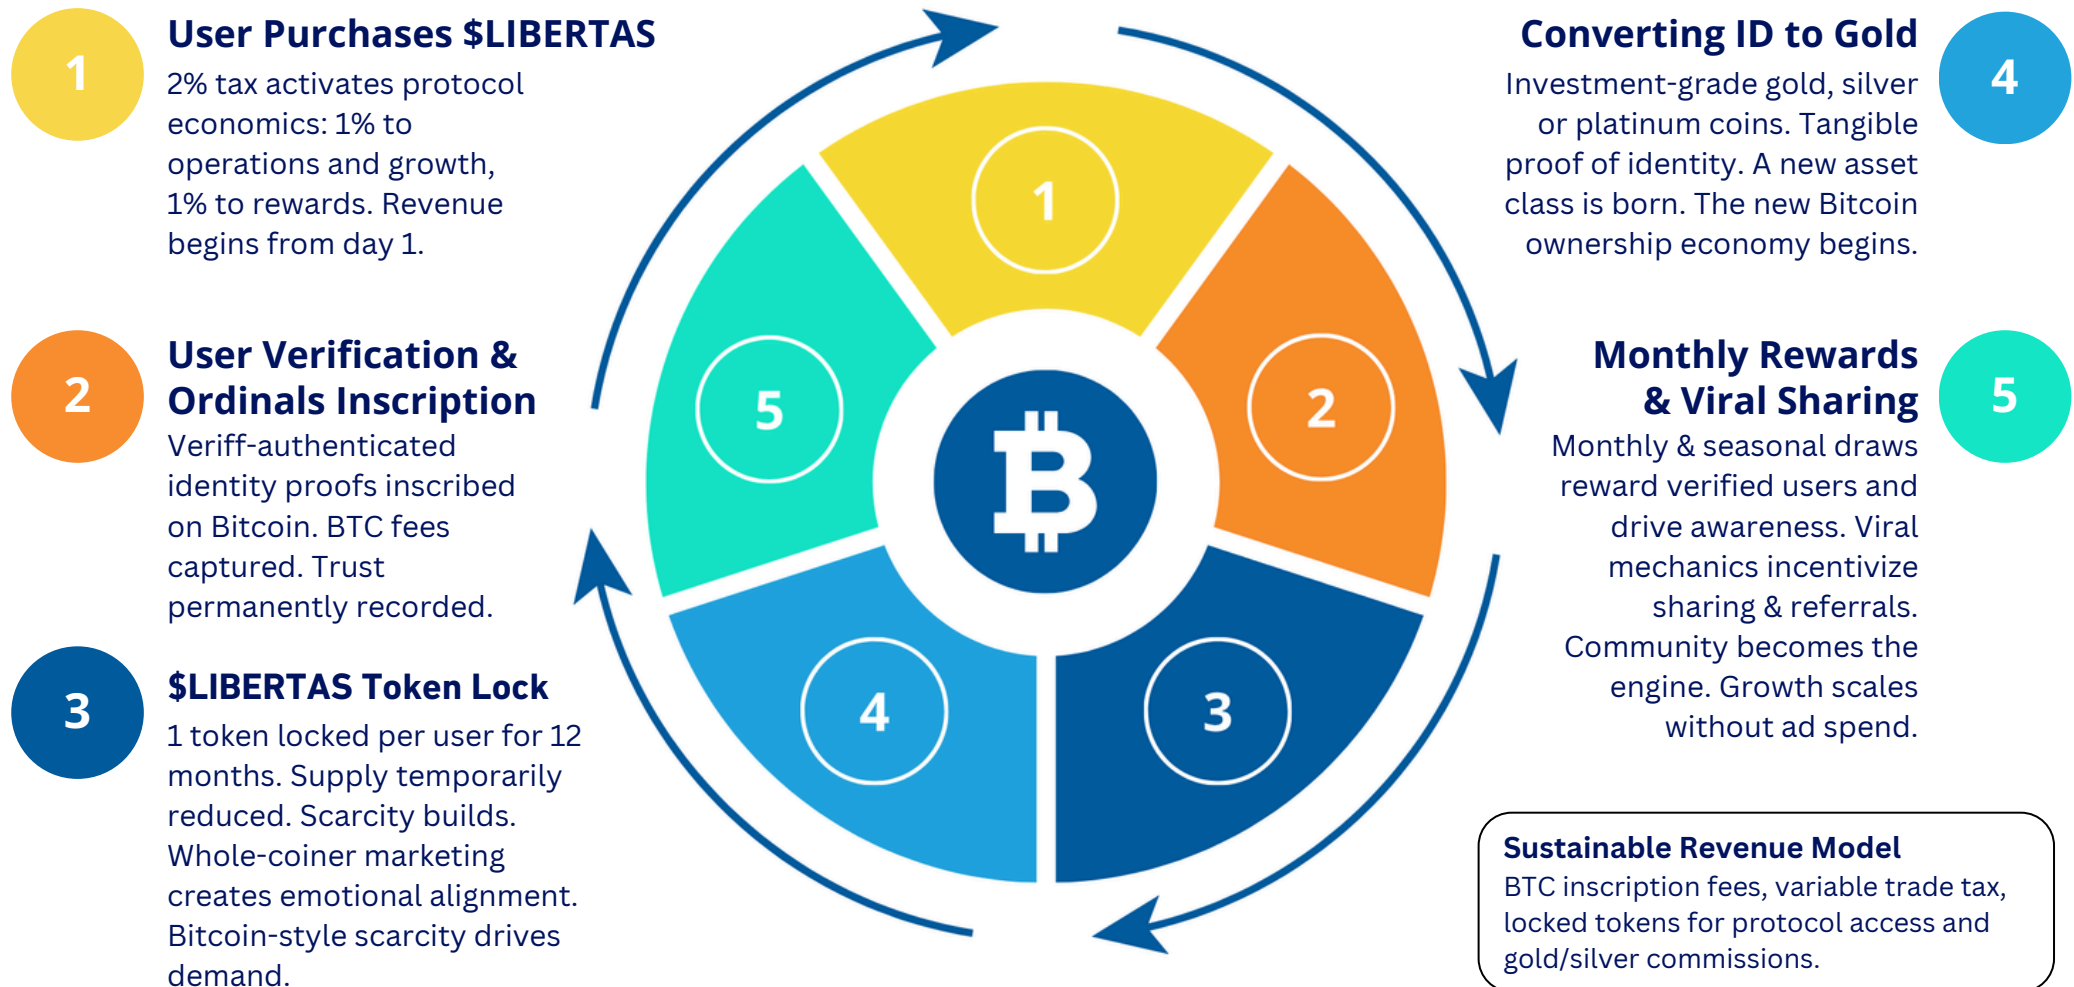 1
User Purchases $LIBERTAS
2% tax activates protocol
economics: 1% to
operations and growth,
1% to rewards. Revenue
begins from day 1.
2
User Verification &
Ordinals Inscription
Veriff-authenticated
identity proofs inscribed
on Bitcoin. BTC fees
captured. Trust
permanently recorded.
3
$LIBERTAS Token Lock
1 token locked per user for 12
months. Supply temporarily
reduced. Scarcity builds.
Whole-coiner marketing
creates emotional alignment.
Bitcoin-style scarcity drives
demand.
1
2
3
4
5
Converting ID to Gold
4
Investment-grade gold, silver
or platinum coins. Tangible
proof of identity. A new asset
class is born. The new Bitcoin
ownership economy begins.
Monthly Rewards
& Viral Sharing
5
Monthly & seasonal draws
reward verified users and
drive awareness. Viral
mechanics incentivize
sharing & referrals.
Community becomes the
engine. Growth scales
without ad spend.
Sustainable Revenue Model
BTC inscription fees, variable trade tax,
locked tokens for protocol access and
gold/silver commissions.